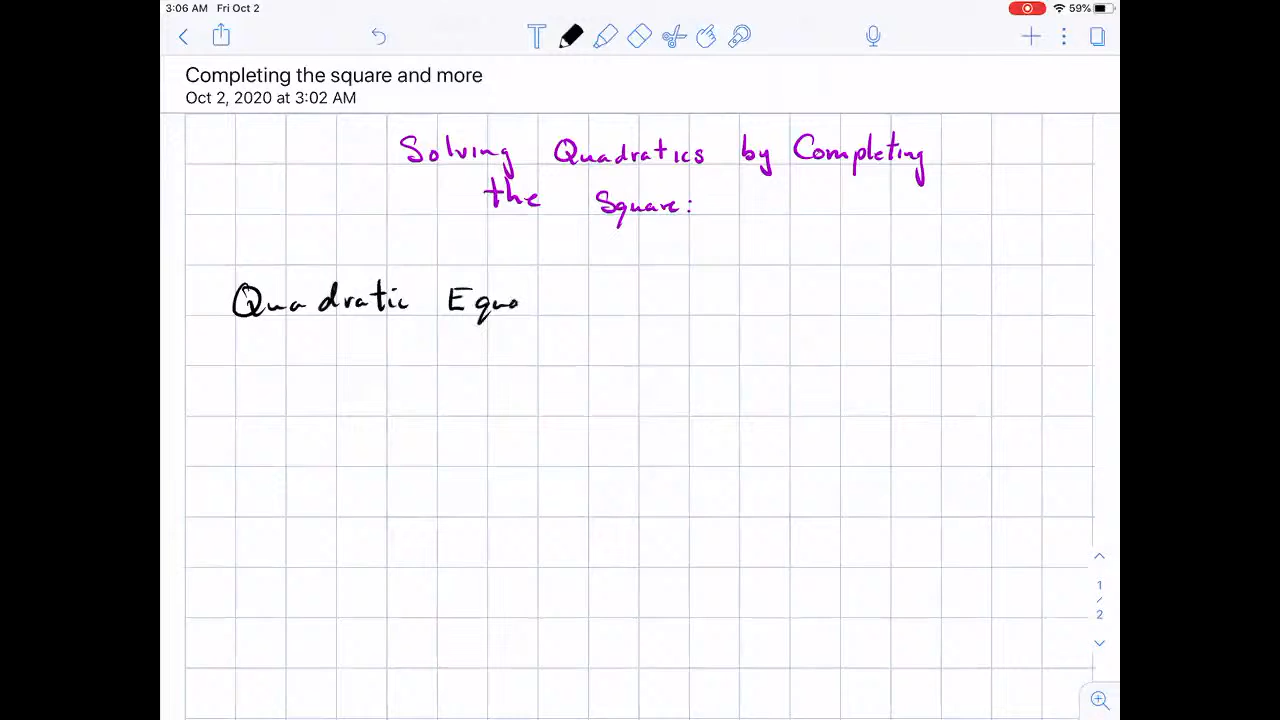 3:06 AM Fri Oct 2
59%
T
Completing the square and more
Oct 2, 2020 at 3:02 AM
Solving Quadratics by Completing
the Square:
Quadratic Equa
1
/
2